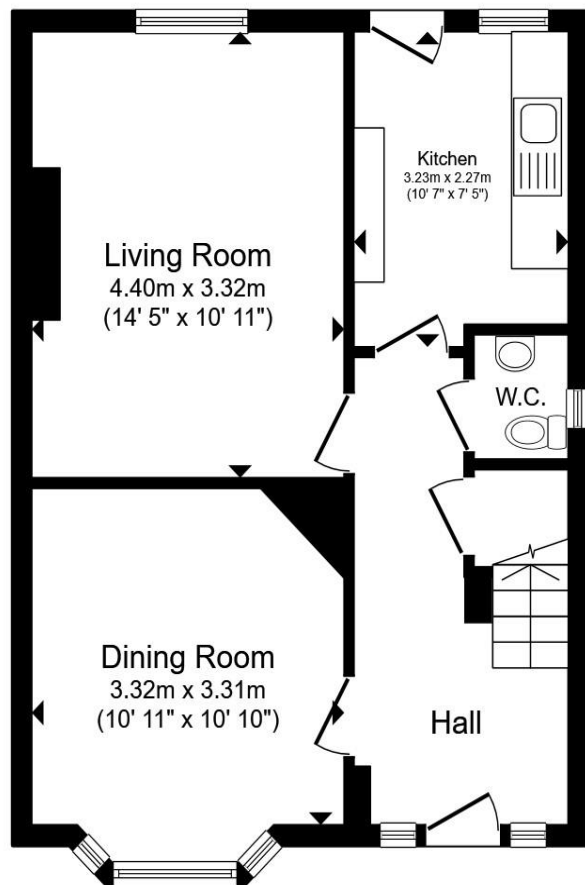 Kitchen
3.23m x 2.27m
(10' 7" x 7' 5")
Living Room
4.40m x 3.32m
(14' 5" x 10' 11")
W.C.
Dining Room
3.32m x 3.31m
(10' 11" x 10' 10")
Hall